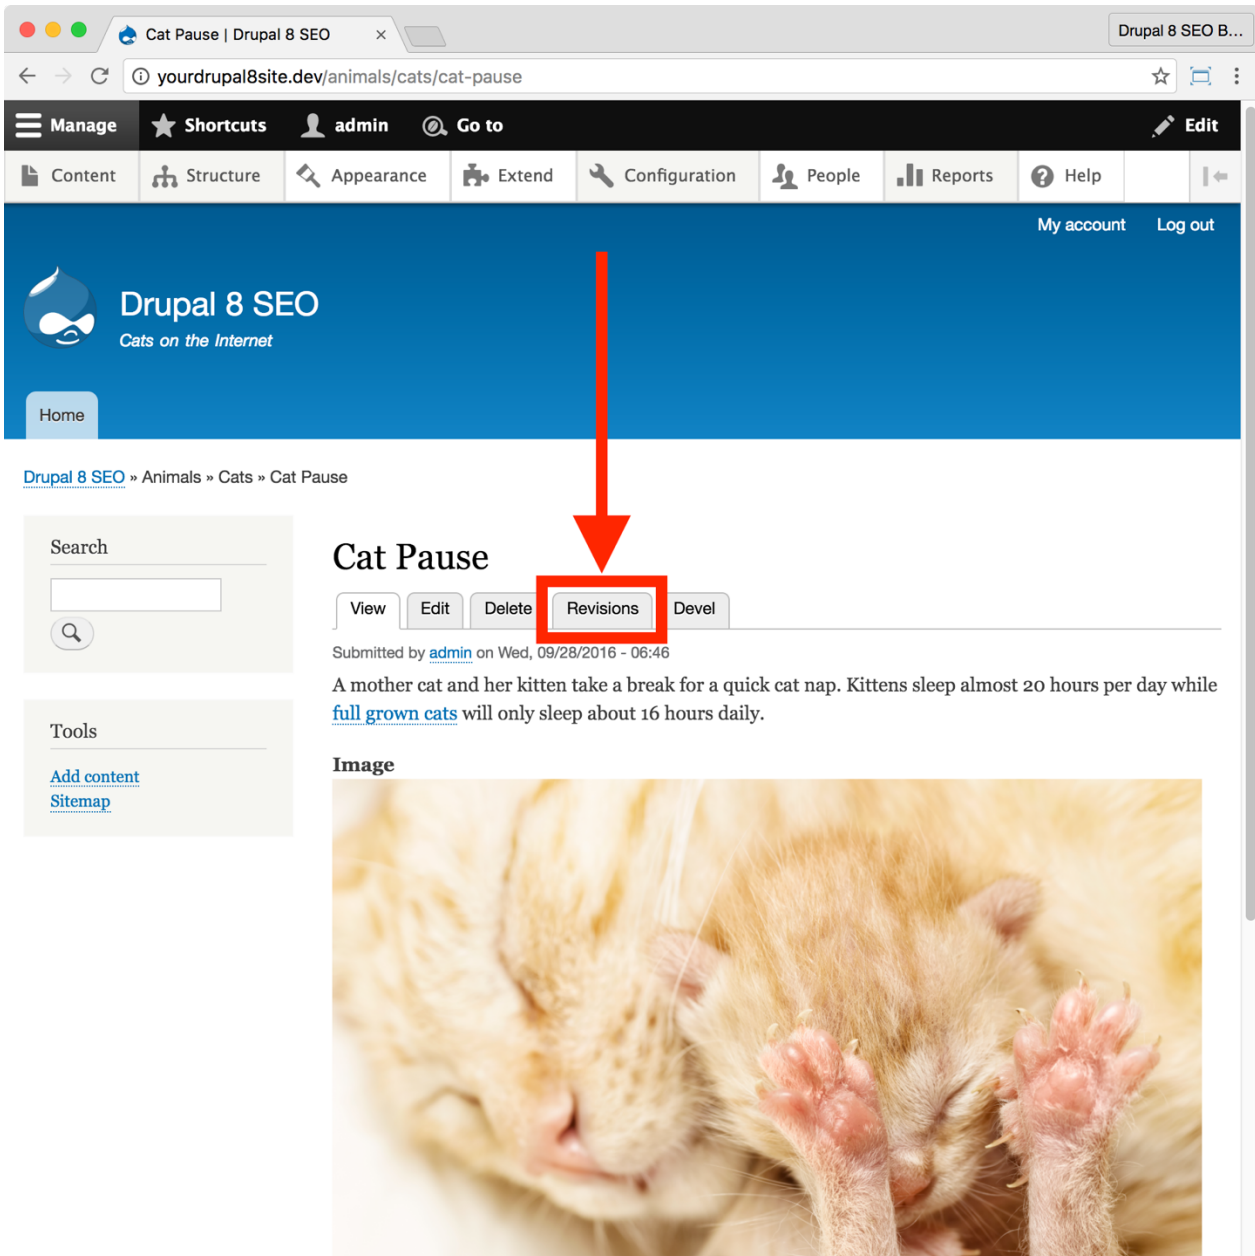 Cat Pause | Drupal 8 SEO ×
Drupal 8 SEO B...
yourdrupal8site.dev/animals/cats/cat-pause
Manage Shortcuts admin Go to Edit
Content Structure Appearance Extend Configuration People Reports Help
My account Log out
Drupal 8 SEO
Cats on the Internet
Home
Drupal 8 SEO » Animals » Cats » Cat Pause
Search
Cat Pause
View Edit Delete Revisions Devel
Submitted by admin on Wed, 09/28/2016 - 06:46
A mother cat and her kitten take a break for a quick cat nap. Kittens sleep almost 20 hours per day while
full grown cats will only sleep about 16 hours daily.
Tools
Add content
Sitemap
Image